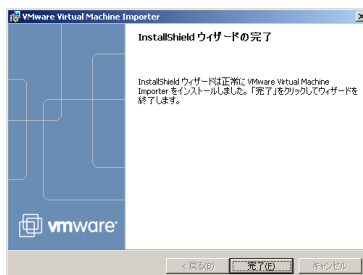 VMware Virtual Machine Importer
InstallShield ウィザードの完了
InstallShield ウィザードは正常に VMware Virtual Machine
Importer をインストールしました。「完了」をクリックしてウィザードを
終了します。
vmware
< 戻る(B)
完了(F)
キャンセル